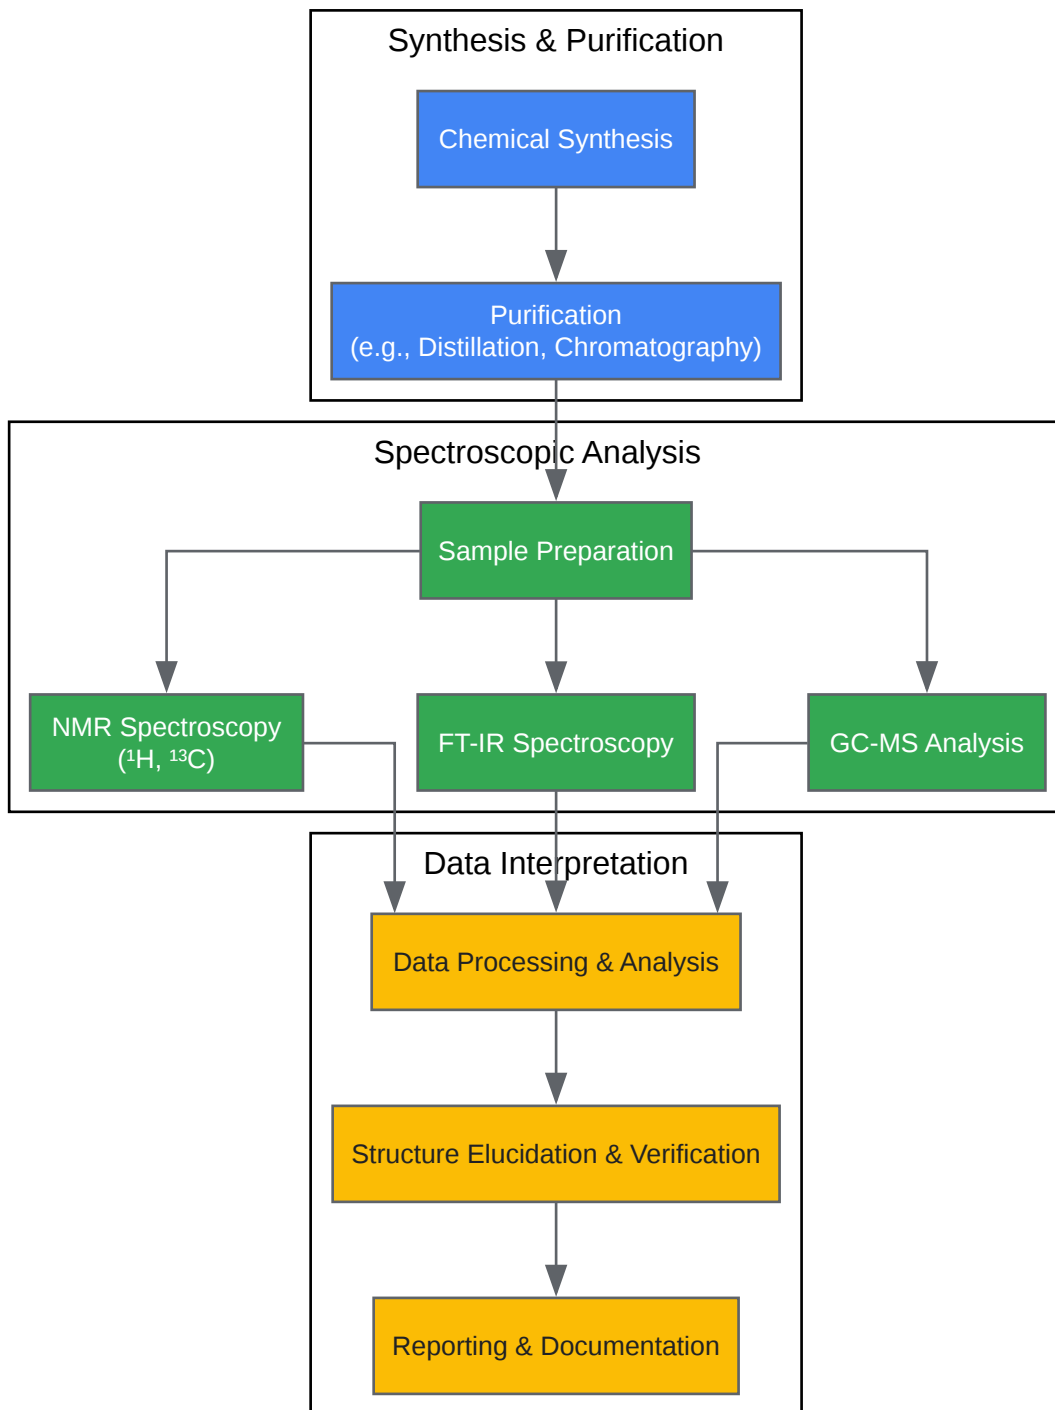 Synthesis & Purification
Chemical Synthesis
Purification
(e.g., Distillation, Chromatography)
Spectroscopic Analysis
Sample Preparation
NMR Spectroscopy
(¹H, ¹³C)
FT-IR Spectroscopy
GC-MS Analysis
Data Interpretation
Data Processing & Analysis
Structure Elucidation & Verification
Reporting & Documentation